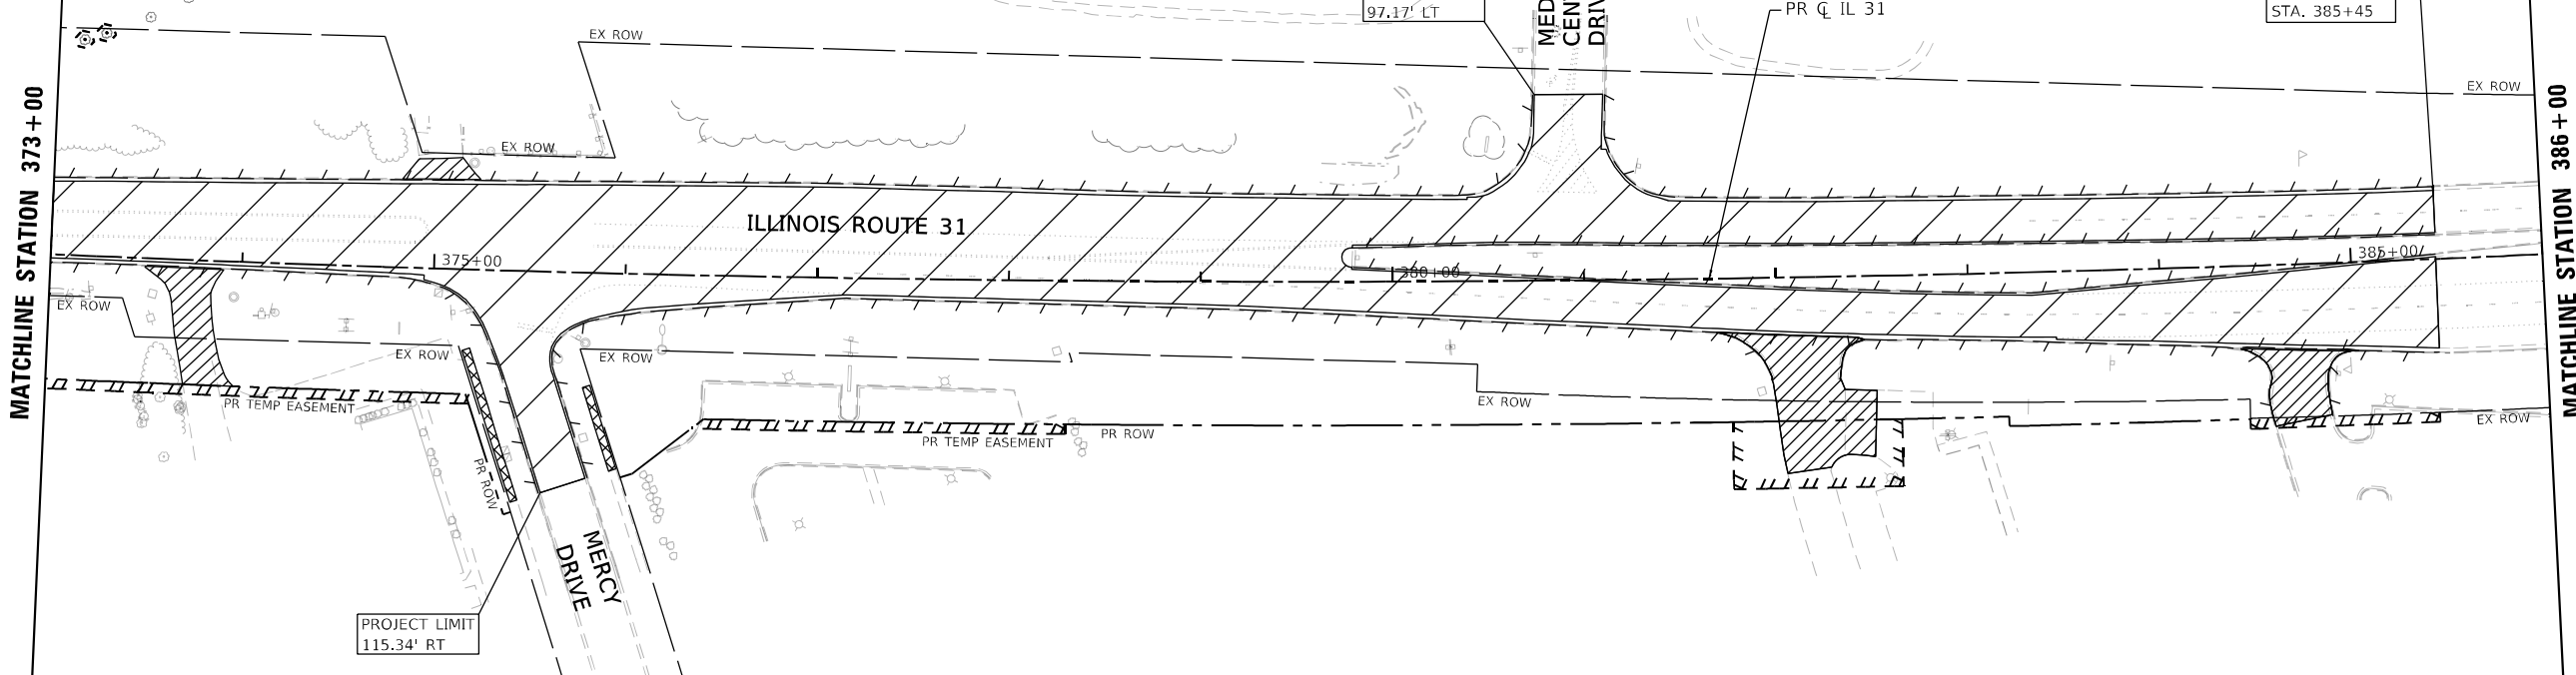 97.17' LT
MED
CEN
DRIV
PR ℄ IL 31
STA. 385+45
EX ROW
EX ROW
EX ROW
MATCHLINE STATION 373+00
MATCHLINE STATION 386+00
ILLINOIS ROUTE 31
375+00
380+00
385+00
EX ROW
EX ROW
EX ROW
EX ROW
EX ROW
PR TEMP EASEMENT
PR TEMP EASEMENT
PR ROW
PR ROW
MERCY
DRIVE
PROJECT LIMIT
115.34' RT